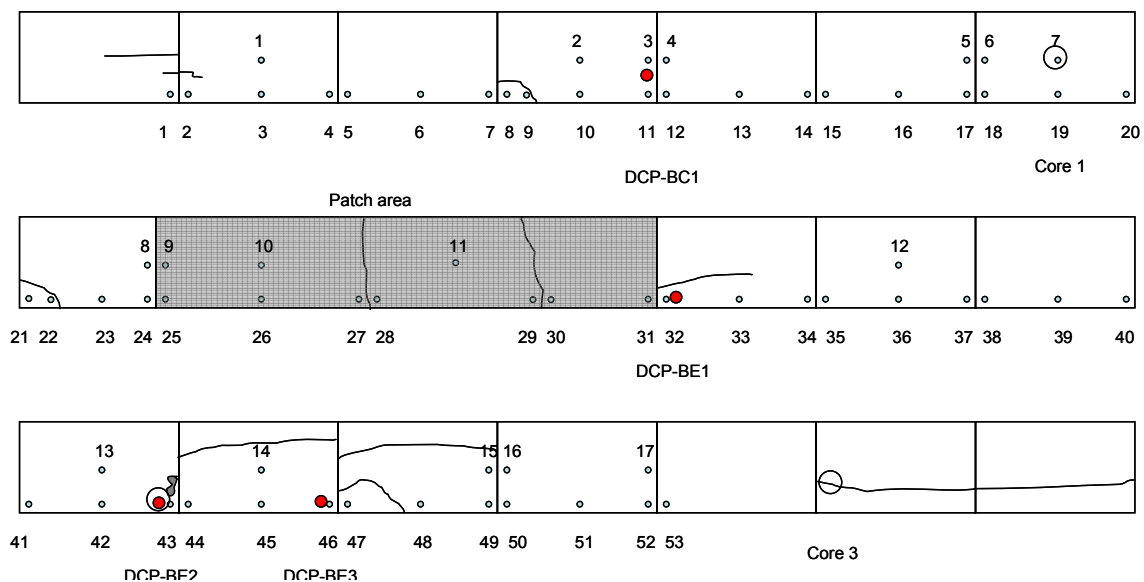 1 2 3 4 5 6 7
1 2 3 4 5 6 7 8 9 10 11 12 13 14 15 16 17 18 19 20
DCP-BC1 Core 1
Patch area
8 9 10 11 12
21 22 23 24 25 26 27 28 29 30 31 32 33 34 35 36 37 38 39 40
DCP-BE1
13 14 15 16 17
41 42 43 44 45 46 47 48 49 50 51 52 53 Core 3
DCP-BE2 DCP-BE3